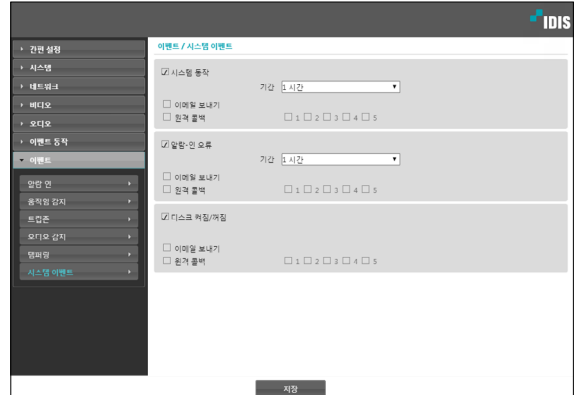 IDIS
간편 설정
시스템
네트워크
비디오
오디오
이벤트 동작
이벤트
알람 인
움직임 감지
트립존
오디오 감지
탬퍼링
시스템 이벤트
이벤트 / 시스템 이벤트
시스템 동작
기간 1 시간
이메일 보내기
원격 콜백 1 2 3 4 5
알람-인 오류
기간 1 시간
이메일 보내기
원격 콜백 1 2 3 4 5
디스크 켜짐/꺼짐
이메일 보내기
원격 콜백 1 2 3 4 5
저장